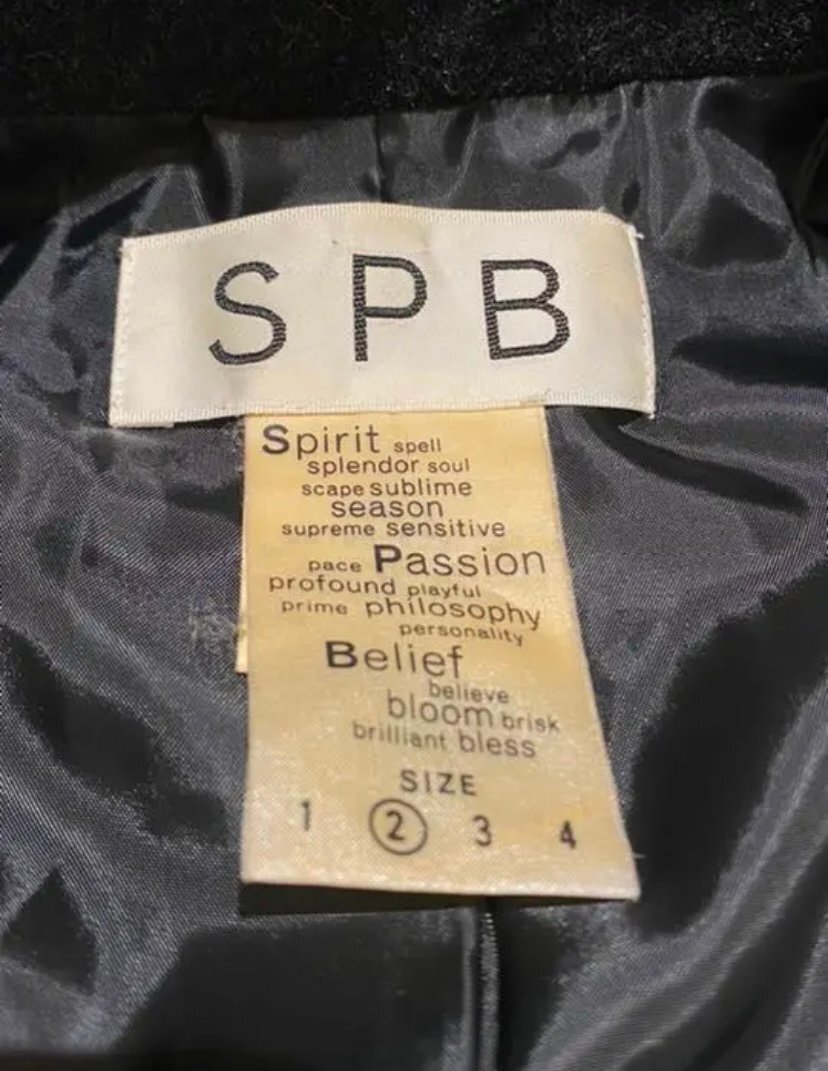 SPB
Spirit spell
splendor soul
scape sublime
season
supreme sensitive
pace Passion
profound playful
prime philosophy
personality
Belief
believe
bloom brisk
brilliant bless
SIZE
1 2 3 4